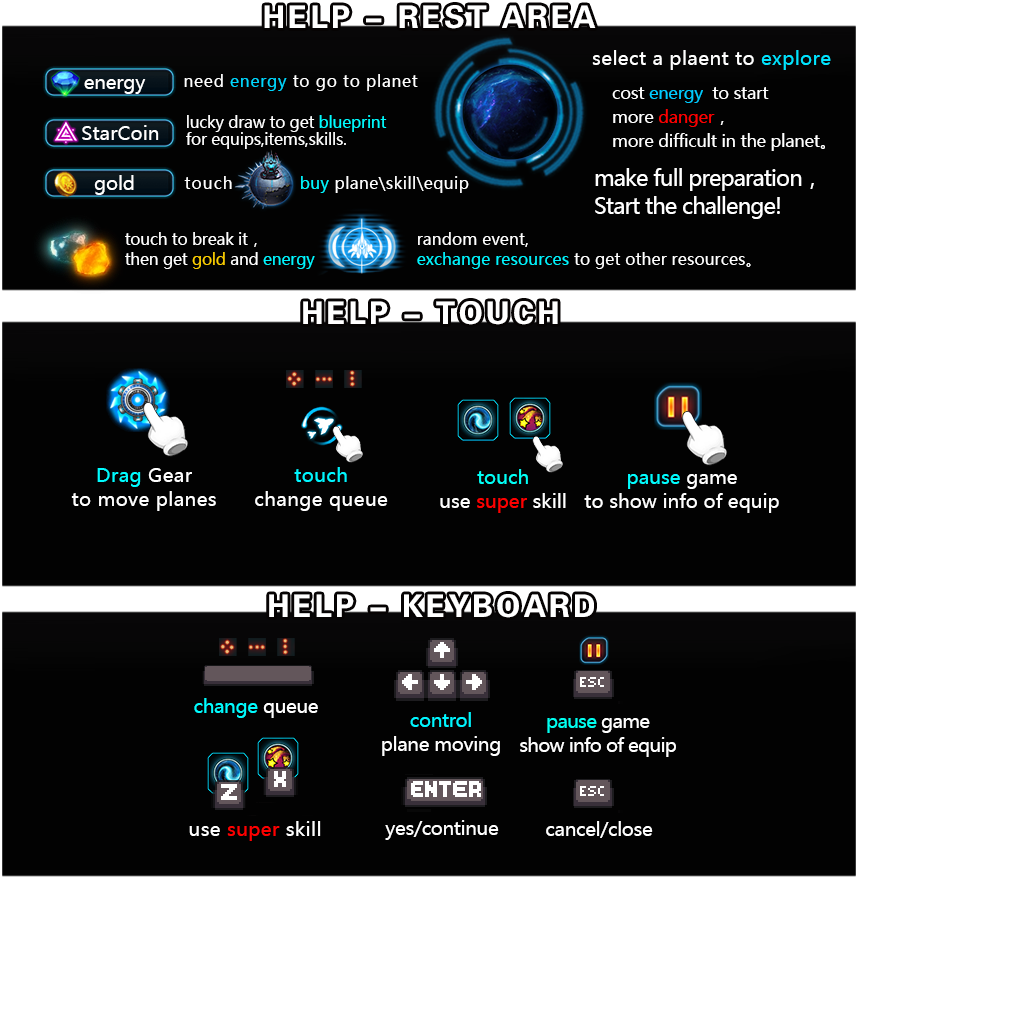 HELP – REST AREA
energy
need energy to go to planet
StarCoin
lucky draw to get blueprint
for equips,items,skills.
gold
touch buy plane\skill\equip
touch to break it ,
then get gold and energy
random event,
exchange resources to get other resources。
select a plaent to explore
cost energy to start
more danger ,
more difficult in the planet。
make full preparation ,
Start the challenge!
HELP – TOUCH
Drag Gear
to move planes
touch
change queue
touch
use super skill
pause game
to show info of equip
HELP – KEYBOARD
change queue
control
plane moving
ESC
pause game
show info of equip
Z
X
use super skill
ENTER
yes/continue
ESC
cancel/close